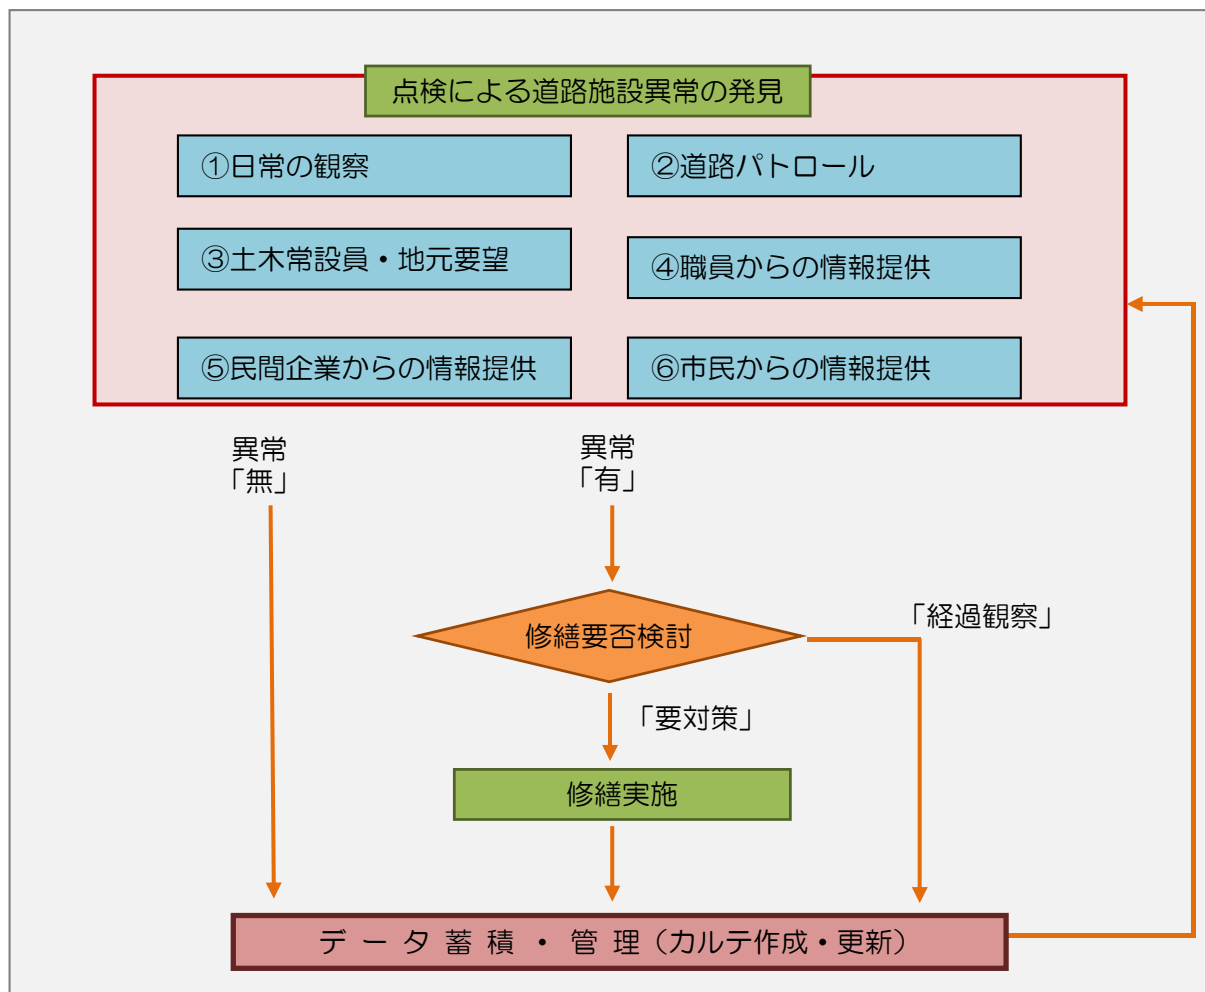 点検による道路施設異常の発見
①日常の観察
②道路パトロール
③土木常設員・地元要望
④職員からの情報提供
⑤民間企業からの情報提供
⑥市民からの情報提供
異常
「無」
異常
「有」
修繕要否検討
「経過観察」
「要対策」
修繕実施
データ蓄積・管理（カルテ作成・更新）